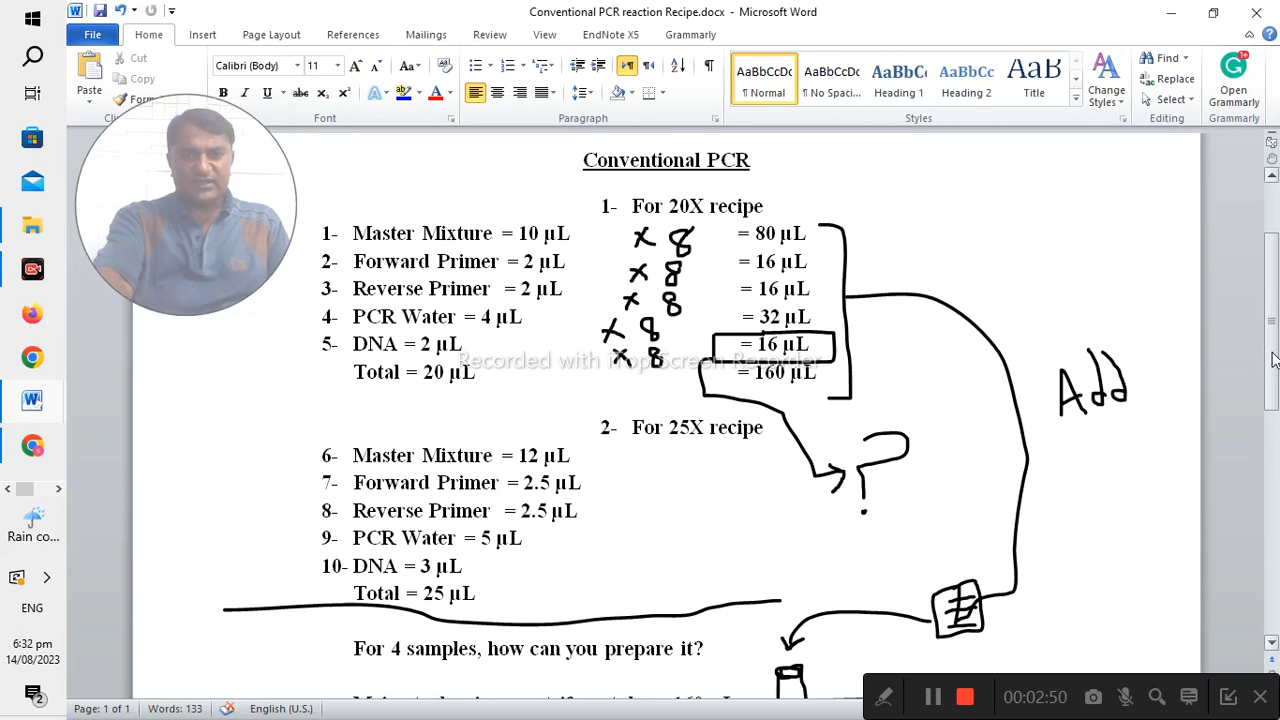 Conventional PCR reaction Recipe.docx - Microsoft Word
File Home Insert Page Layout References Mailings Review View EndNote X5 Grammarly
Paste
Cut
Copy
Calibri (Body) 11
Font
Paragraph
AaBbCcDc AaBbCcDc AaBbCc AaBbCc
¶ Normal ¶ No Spaci... Heading 1 Heading 2 Title
Change Styles
Styles
Find
Replace
Select
Editing
Open Grammarly
Grammarly
Conventional PCR
1- For 20X recipe
1- Master Mixture = 10 µL × 8 = 80 µL
2- Forward Primer = 2 µL × 8 = 16 µL
3- Reverse Primer = 2 µL × 8 = 16 µL
4- PCR Water = 4 µL × 8 = 32 µL
5- DNA = 2 µL × 8 = 16 µL
Recorded with iTop Screen Recorder
Total = 20 µL = 160 µL
Add
2- For 25X recipe
?
6- Master Mixture = 12 µL
7- Forward Primer = 2.5 µL
8- Reverse Primer = 2.5 µL
9- PCR Water = 5 µL
10- DNA = 3 µL
Total = 25 µL
For 4 samples, how can you prepare it?
Rain co...
ENG
6:32 pm
14/08/2023
2
Page: 1 of 1 Words: 133 English (U.S.)
00:02:50